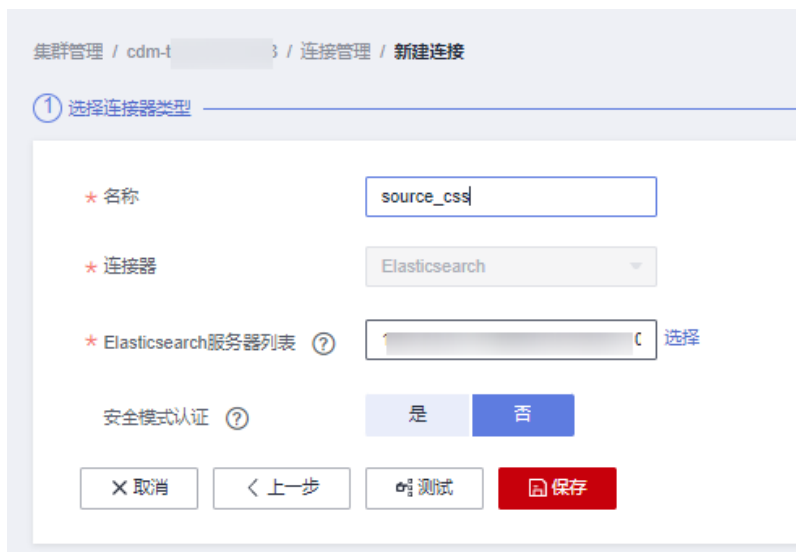 集群管理 / cdm-t 3 / 连接管理 / 新建连接
1 选择连接器类型
* 名称 source_css
* 连接器 Elasticsearch
* Elasticsearch服务器列表 ? 选择
安全模式认证 ? 是 否
取消 上一步 测试 保存